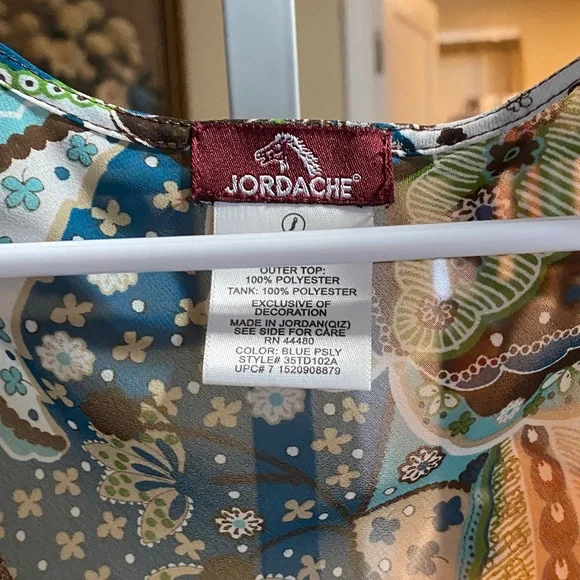 JORDACHE®
OUTER TOP:
100% POLYESTER
TANK: 100% POLYESTER
EXCLUSIVE OF
DECORATION
MADE IN JORDAN(QIZ)
SEE SIDE FOR CARE
RN 44480
COLOR: BLUE PSLY
STYLE# 35TD102A
UPC# 7 1520908879